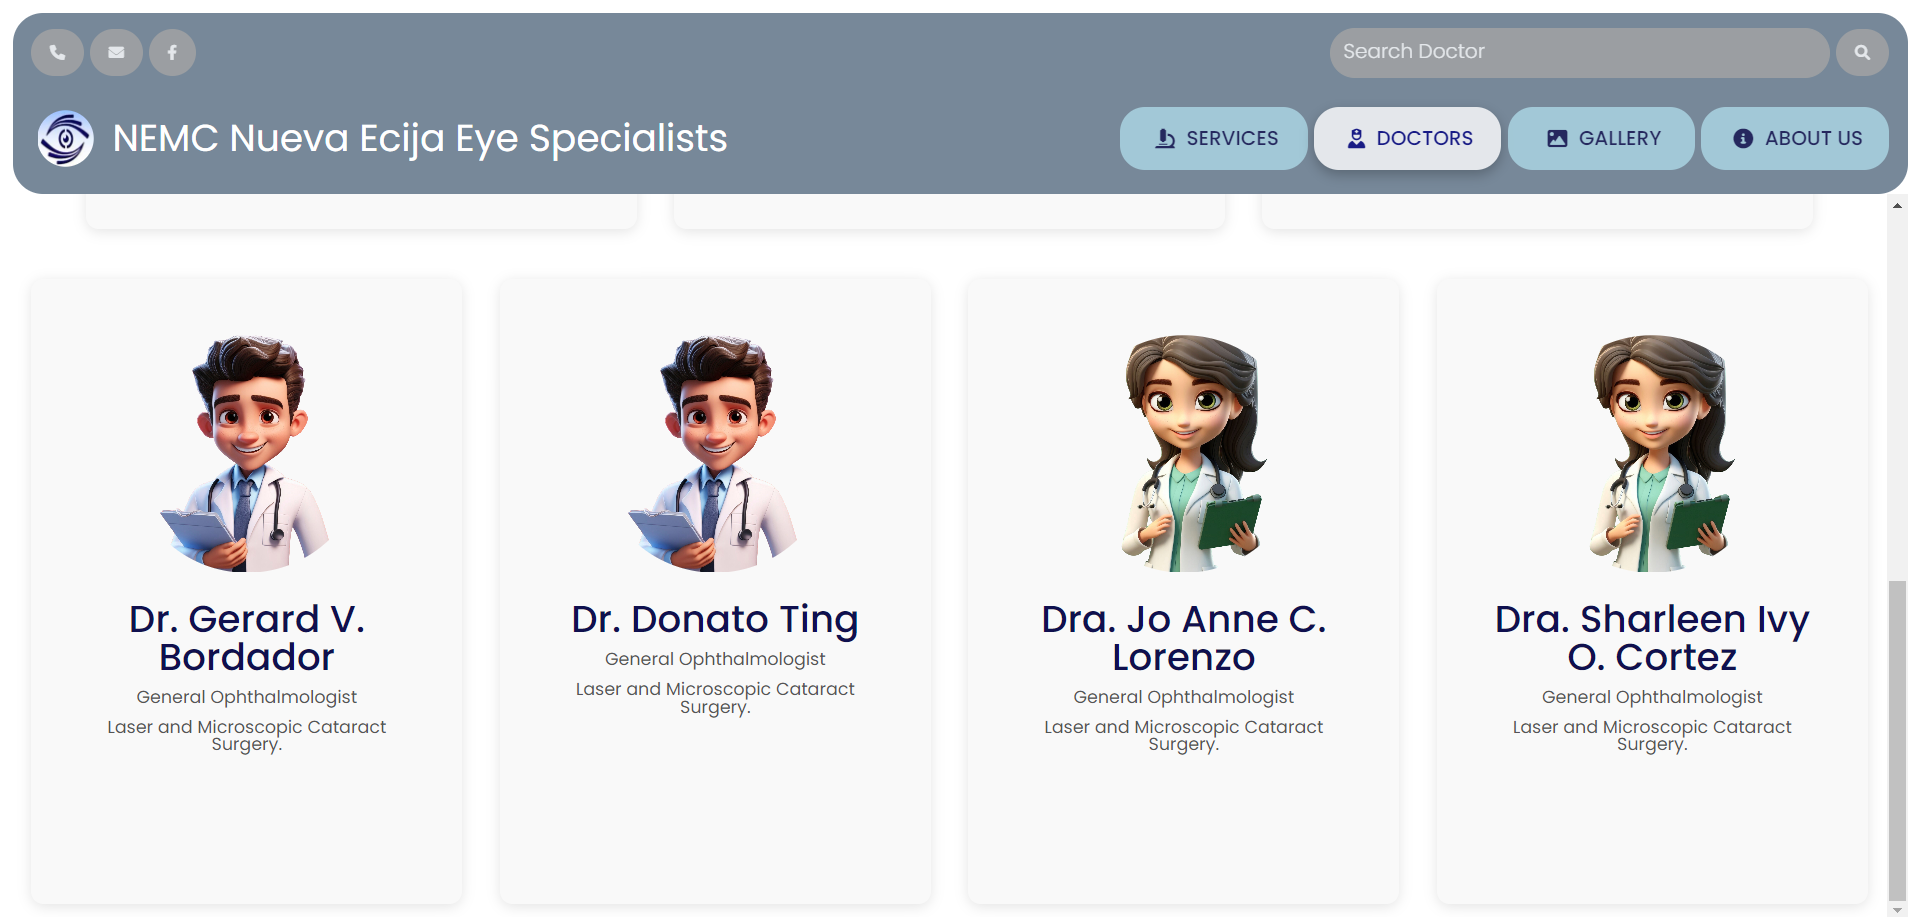 Search Doctor
NEMC Nueva Ecija Eye Specialists
SERVICES
DOCTORS
GALLERY
ABOUT US
Dr. Gerard V.
Bordador
General Ophthalmologist
Laser and Microscopic Cataract
Surgery.
Dr. Donato Ting
General Ophthalmologist
Laser and Microscopic Cataract
Surgery.
Dra. Jo Anne C.
Lorenzo
General Ophthalmologist
Laser and Microscopic Cataract
Surgery.
Dra. Sharleen Ivy
O. Cortez
General Ophthalmologist
Laser and Microscopic Cataract
Surgery.